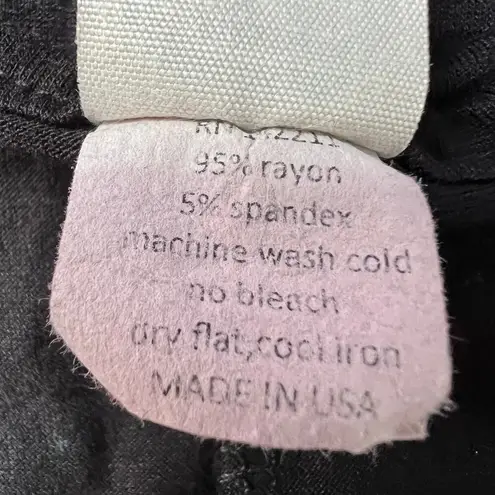 95% rayon
5% spandex
machine wash cold
no bleach
dry flat,cool iron
MADE IN USA